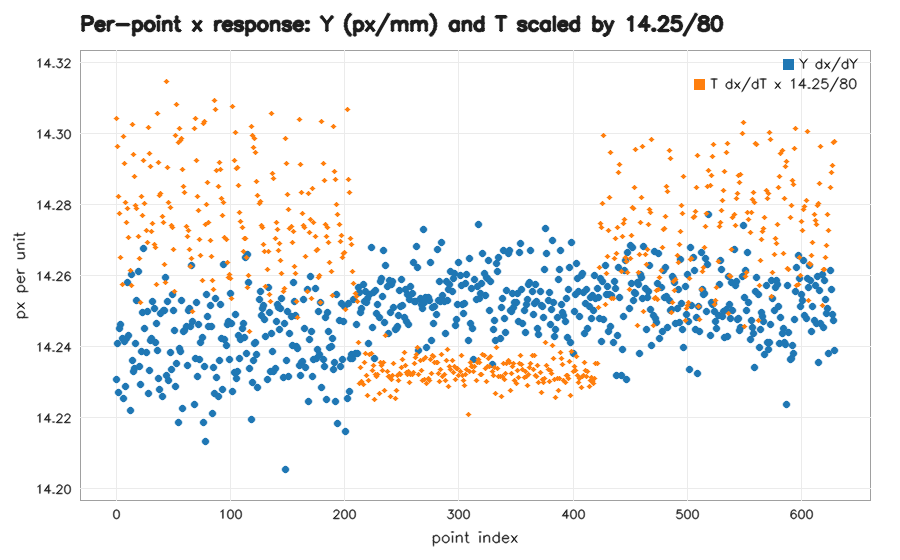 Per-point x response: Y (px/mm) and T scaled by 14.25/80
14.32
14.30
14.28
14.26
14.24
14.22
14.20
px per unit
Y dx/dY
T dx/dT x 14.25/80
0 100 200 300 400 500 600
point index